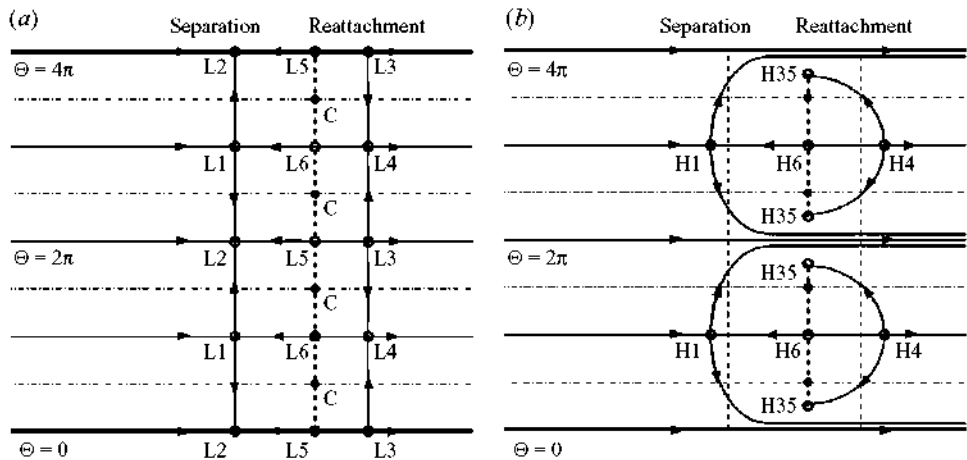 (a) Separation Reattachment
Θ = 4π L2 L5 L3
C
L1 L6 L4
C
Θ = 2π L2 L5 L3
C
L1 L6 L4
C
Θ = 0 L2 L5 L3
(b) Separation Reattachment
Θ = 4π H35
H1 H6 H4
H35
Θ = 2π H35
H1 H6 H4
H35
Θ = 0